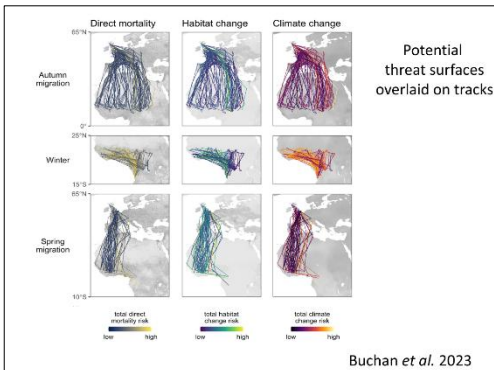 Direct mortality Habitat change Climate change
Potential
threat surfaces
overlaid on tracks
65°N
Autumn
migration
0°
25°N
Winter
15°S
65°N
Spring
migration
10°S
total direct
mortality risk
low high
total habitat
change risk
low high
total climate
change risk
low high
Buchan et al. 2023